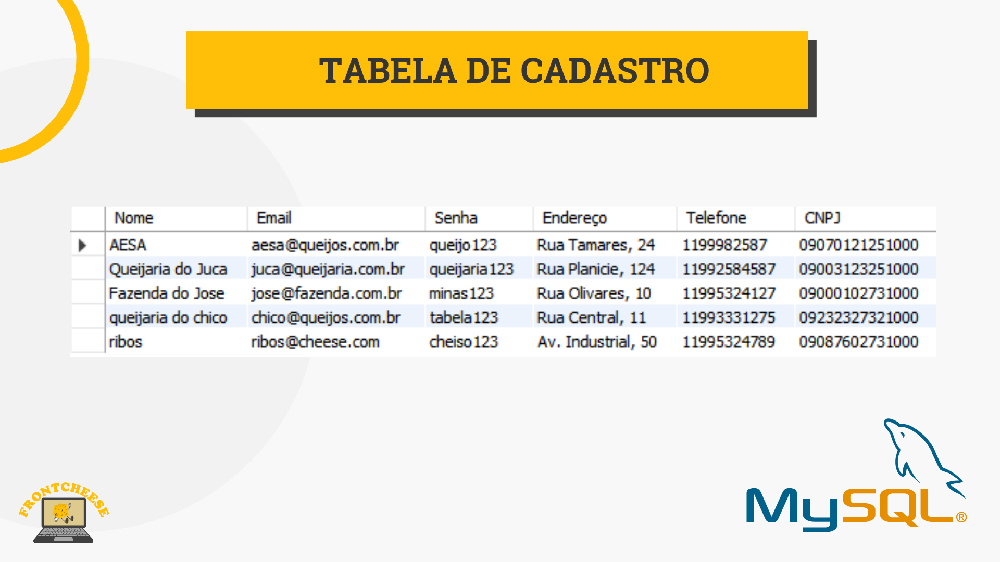 TABELA DE CADASTRO
Nome Email Senha Endereço Telefone CNPJ
AESA aesa@queijos.com.br queijo123 Rua Tamares, 24 1199982587 09070121251000
Queijaria do Juca juca@queijaria.com.br queijaria123 Rua Planicie, 124 11992584587 09003123251000
Fazenda do Jose jose@fazenda.com.br minas123 Rua Olivares, 10 11995324127 09000102731000
queijaria do chico chico@queijos.com.br tabela123 Rua Central, 11 11993331275 09232327321000
ribos ribos@cheese.com cheiso123 Av. Industrial, 50 11995324789 09087602731000
FRONTCHEESE
MySQL®